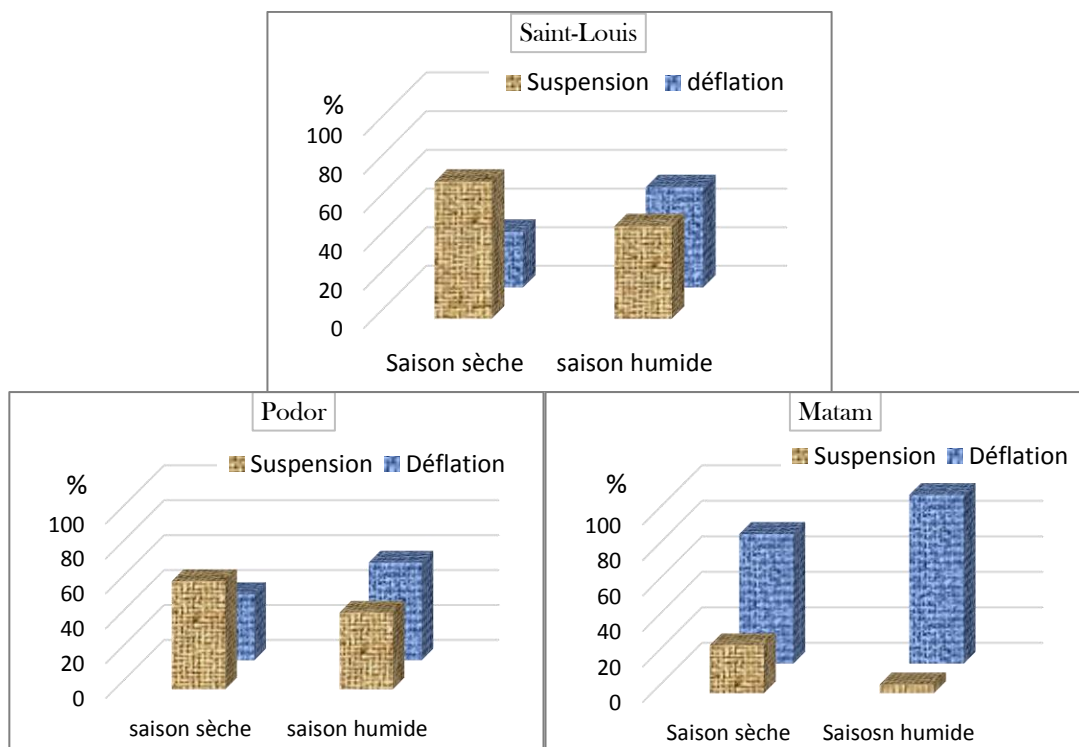 Saint-Louis
Suspension déflation
%
100
80
60
40
20
0
Saison sèche saison humide
Podor
Suspension Déflation
%
100
80
60
40
20
0
saison sèche saison humide
Matam
Suspension Déflation
%
100
80
60
40
20
0
Saison sèche Saisosn humide